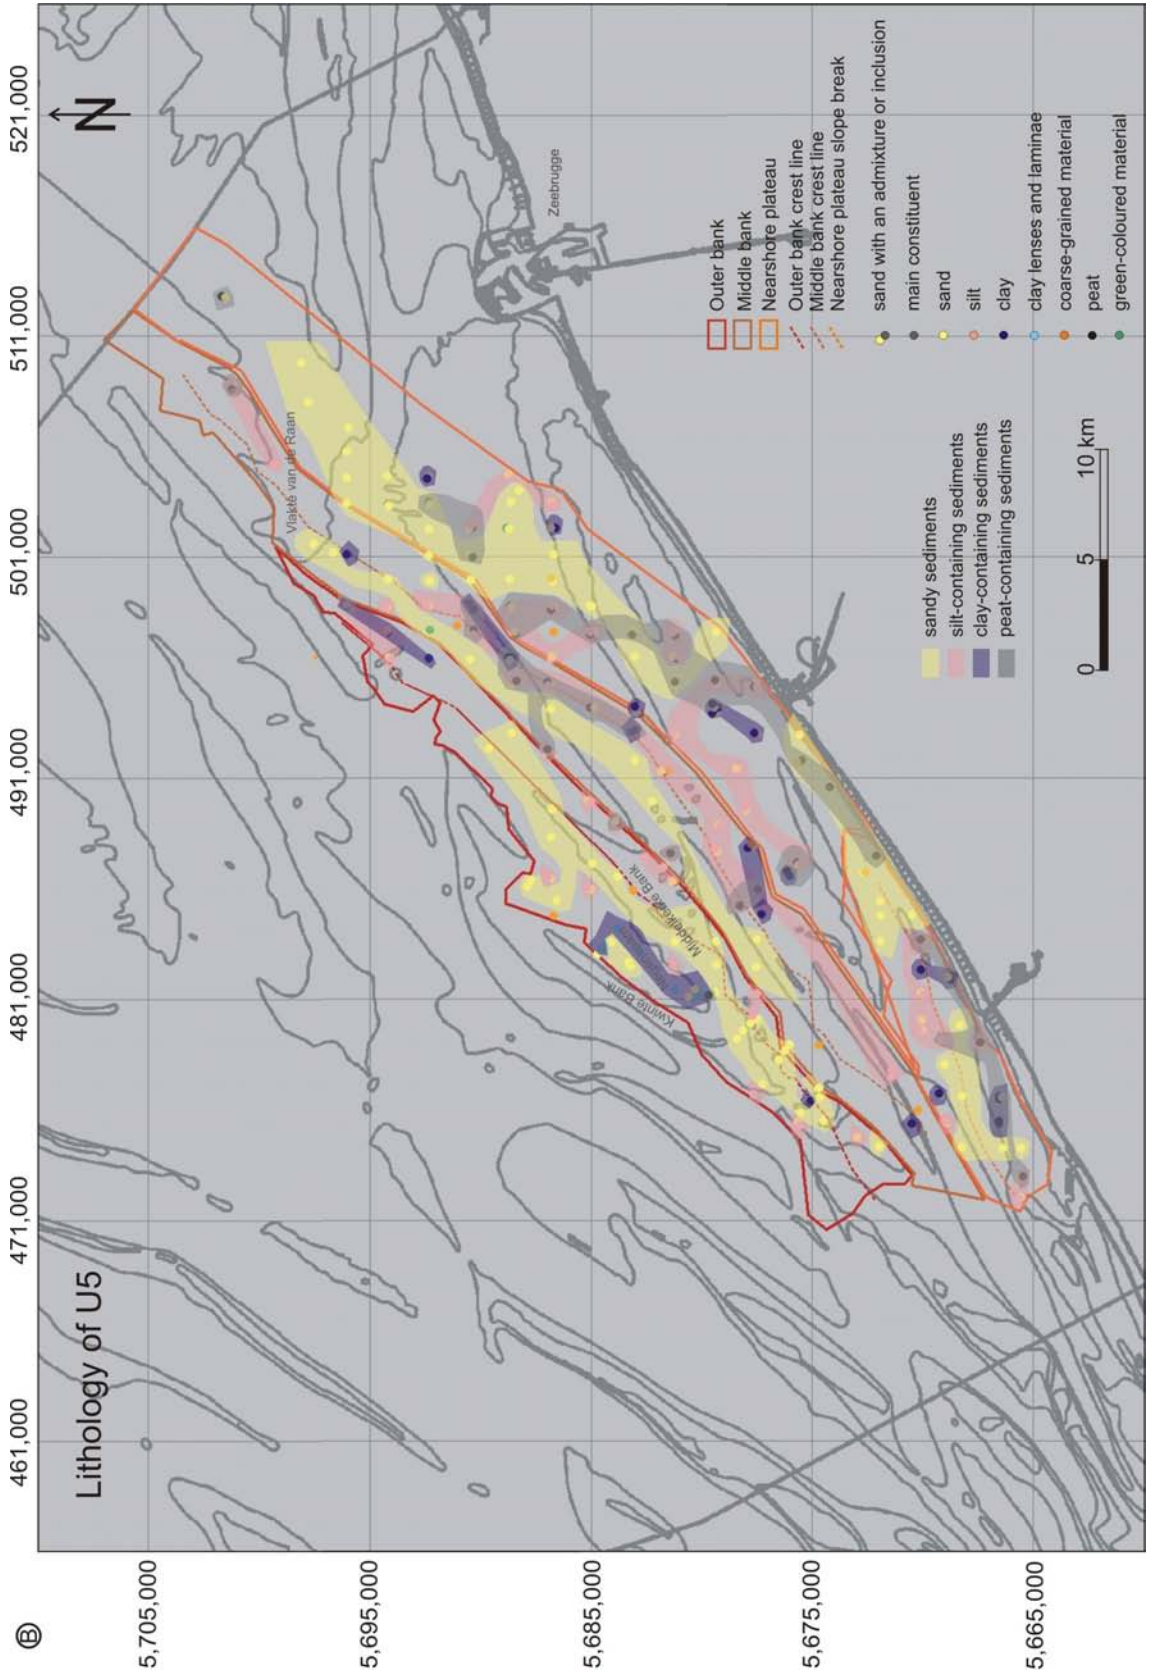 B
Lithology of U5
N
461,000
471,000
481,000
491,000
501,000
511,000
521,000
5,705,000
5,695,000
5,685,000
5,675,000
5,665,000
Vlakte van de Raan
Zeebrugge
Middelkerke Bank
Kwinte Bank
sandy sediments
silt-containing sediments
clay-containing sediments
peat-containing sediments
0
5
10 km
Outer bank
Middle bank
Nearshore plateau
Outer bank crest line
Middle bank crest line
Nearshore plateau slope break
sand with an admixture or inclusion
main constituent
sand
silt
clay
clay lenses and laminae
coarse-grained material
peat
green-coloured material